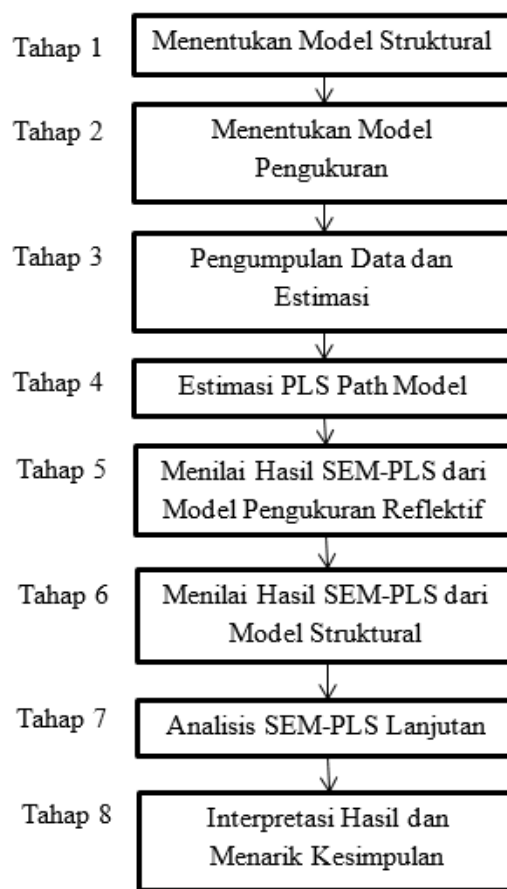 Tahap 1
Menentukan Model Struktural
Tahap 2
Menentukan Model
Pengukuran
Tahap 3
Pengumpulan Data dan
Estimasi
Tahap 4
Estimasi PLS Path Model
Tahap 5
Menilai Hasil SEM-PLS dari
Model Pengukuran Reflektif
Tahap 6
Menilai Hasil SEM-PLS dari
Model Struktural
Tahap 7
Analisis SEM-PLS Lanjutan
Tahap 8
Interpretasi Hasil dan
Menarik Kesimpulan